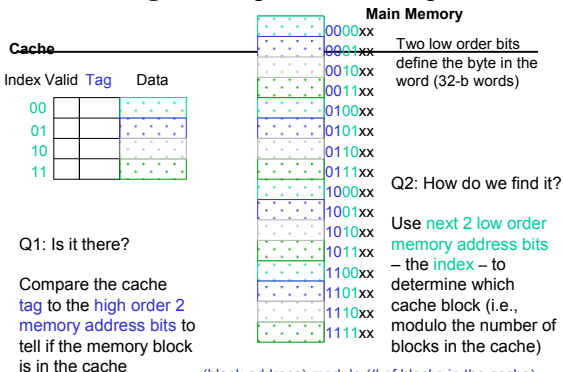 Main Memory
0000xx
Cache
0001xx
Two low order bits
define the byte in the
word (32-b words)
0010xx
Index Valid Tag Data
0011xx
00
0100xx
01
0101xx
10
0110xx
11
0111xx
1000xx
Q2: How do we find it?
1001xx
1010xx
Use next 2 low order
memory address bits
– the index – to
determine which
cache block (i.e.,
modulo the number of
blocks in the cache)
Q1: Is it there?
1011xx
1100xx
Compare the cache
tag to the high order 2
memory address bits to
tell if the memory block
is in the cache
1101xx
1110xx
1111xx
(block address) modulo (# of blocks in the cache)